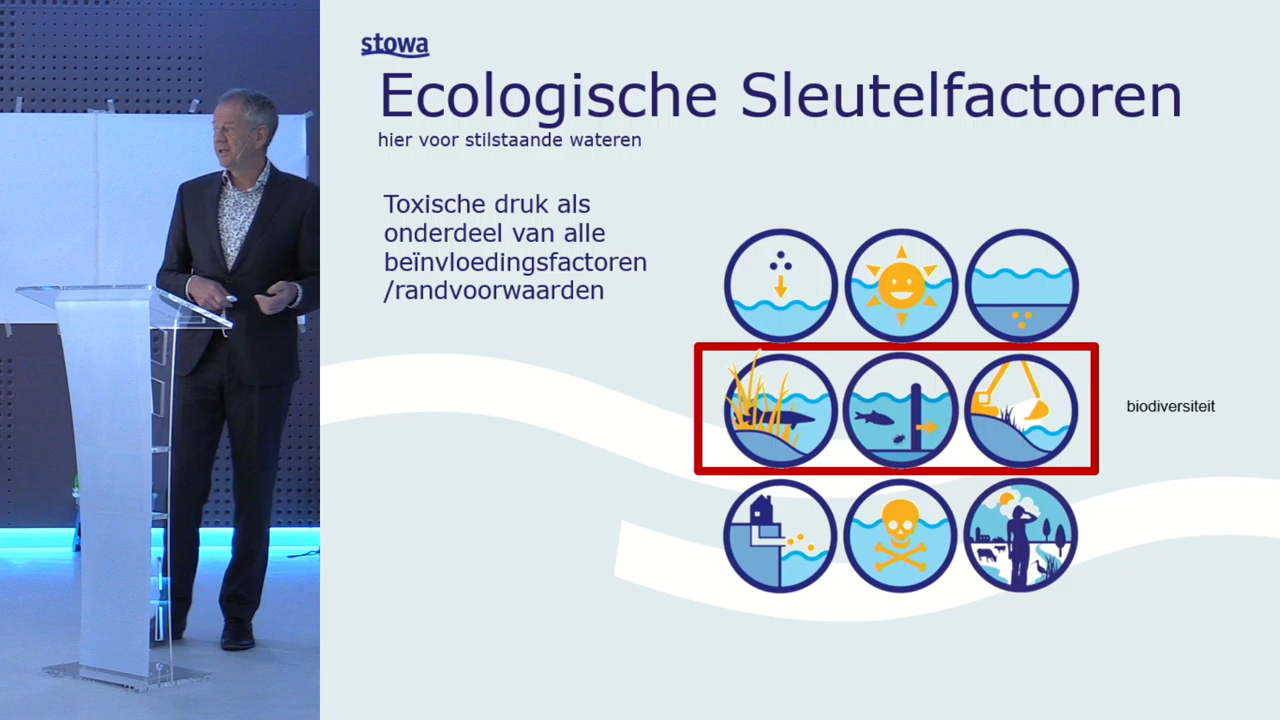 stowa
Ecologische Sleutelfactoren
hier voor stilstaande wateren
Toxische druk als
onderdeel van alle
beïnvloedingsfactoren
/randvoorwaarden
biodiversiteit